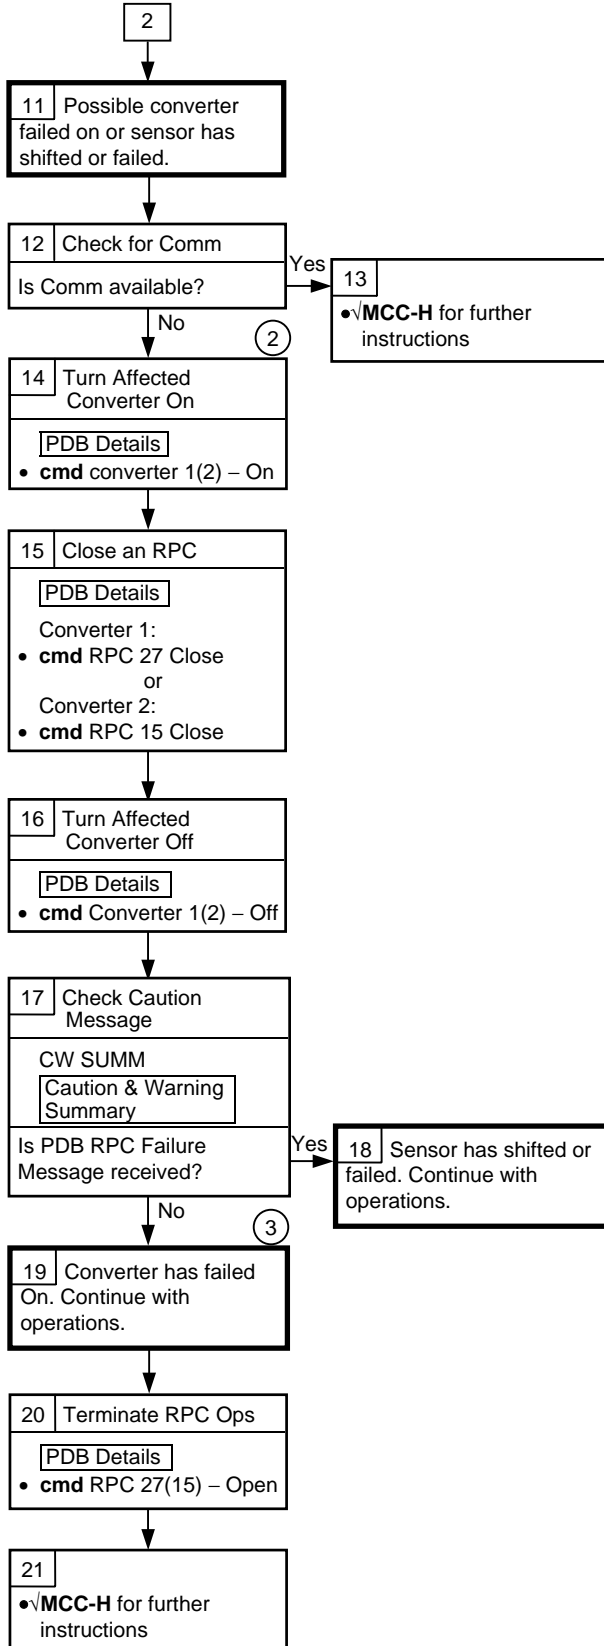 2
11 Possible converter
failed on or sensor has
shifted or failed.
12 Check for Comm
Is Comm available?
Yes
13
●√MCC-H for further
instructions
No
2
14 Turn Affected
Converter On
PDB Details
• cmd converter 1(2) – On
15 Close an RPC
PDB Details
Converter 1:
• cmd RPC 27 Close
or
Converter 2:
• cmd RPC 15 Close
16 Turn Affected
Converter Off
PDB Details
• cmd Converter 1(2) – Off
17 Check Caution
Message
CW SUMM
Caution & Warning
Summary
Is PDB RPC Failure
Message received?
Yes
18 Sensor has shifted or
failed. Continue with
operations.
No
3
19 Converter has failed
On. Continue with
operations.
20 Terminate RPC Ops
PDB Details
• cmd RPC 27(15) – Open
21
●√MCC-H for further
instructions